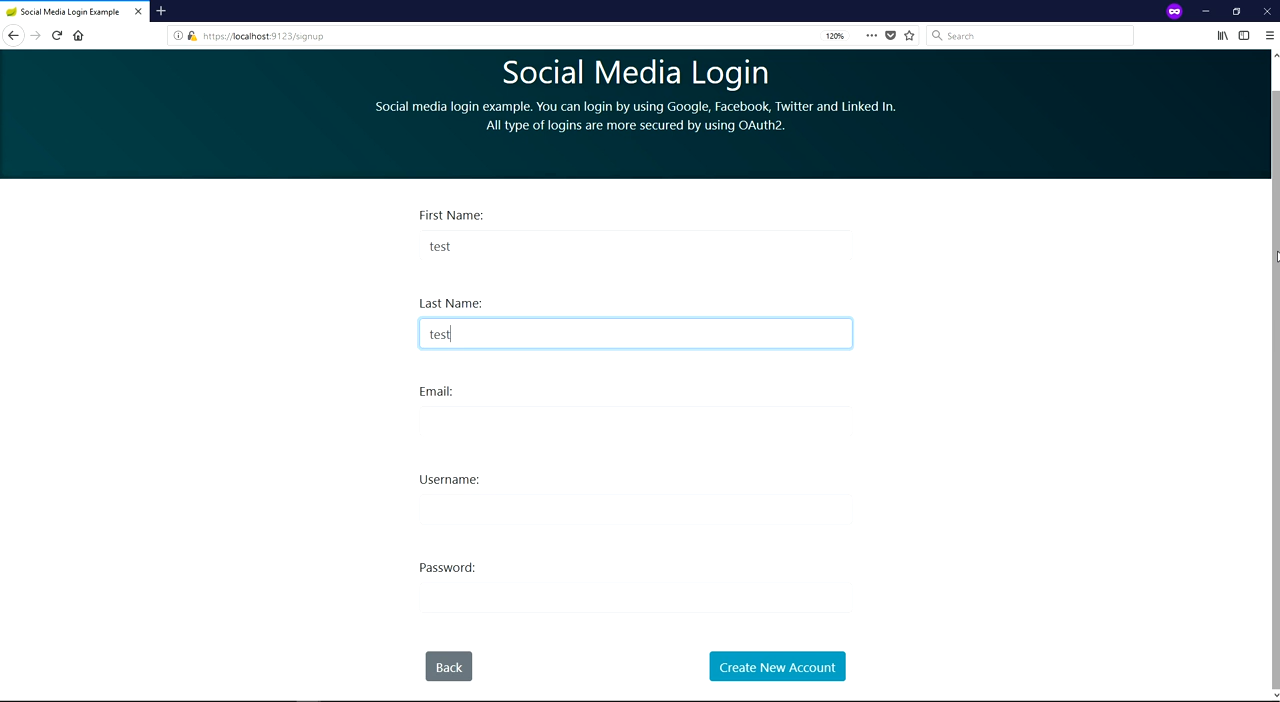 Social Media Login Example
https://localhost:9123/signup
120%
Search
Social Media Login
Social media login example. You can login by using Google, Facebook, Twitter and Linked In.
All type of logins are more secured by using OAuth2.
First Name:
test
Last Name:
test
Email:
Username:
Password:
Back
Create New Account